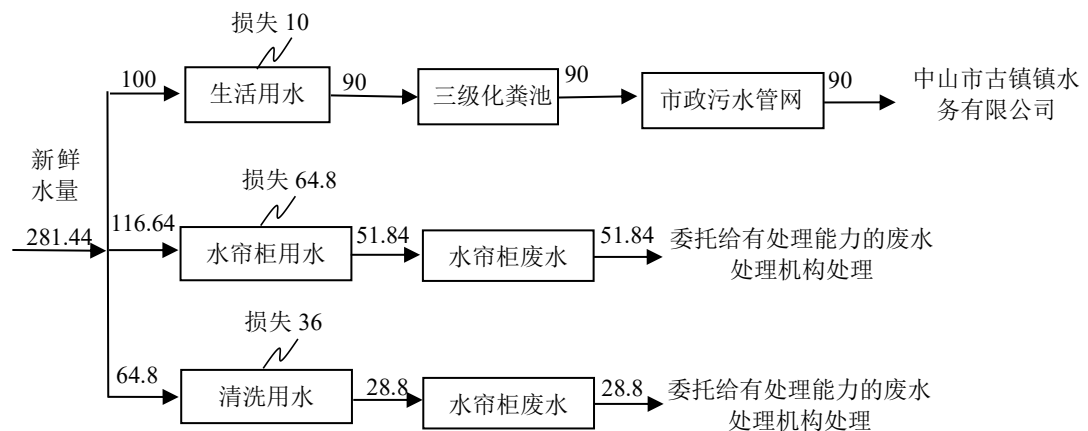 损失 10
100
生活用水
90
三级化粪池
90
市政污水管网
90
中山市古镇镇水
务有限公司
新鲜
水量
281.44
损失 64.8
116.64
水帘柜用水
51.84
水帘柜废水
51.84
委托给有处理能力的废水
处理机构处理
损失 36
64.8
清洗用水
28.8
水帘柜废水
28.8
委托给有处理能力的废水
处理机构处理